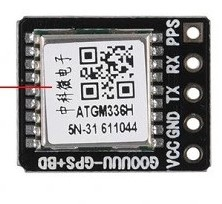 中科微电子
ATGM336H
5N-31 611044
GOOUUU-GPS+BD
PPS
RX
TX
GND
VCC